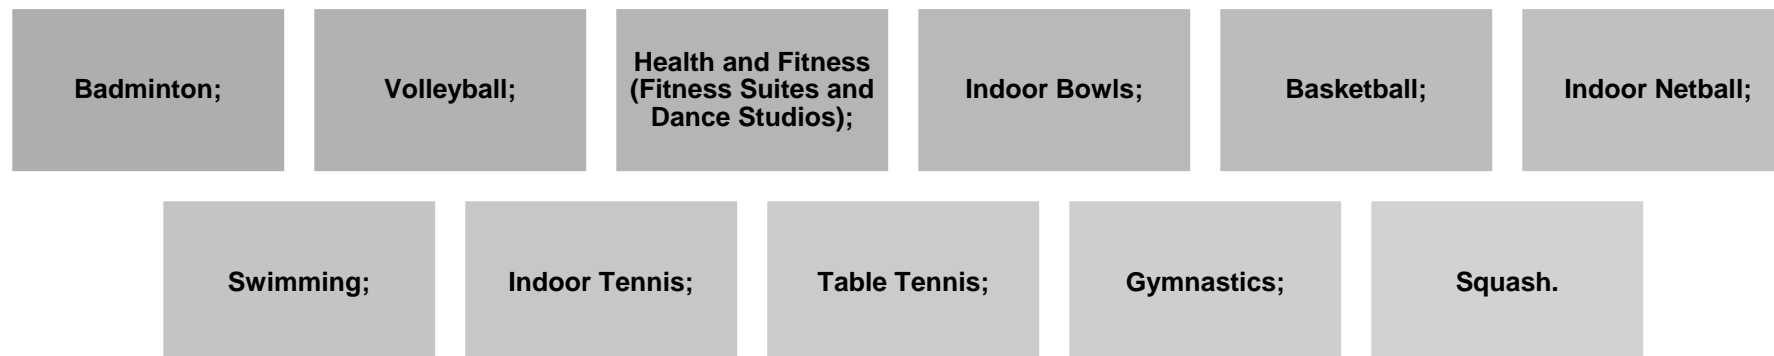 Badminton;
Volleyball;
Health and Fitness
(Fitness Suites and
Dance Studios);
Indoor Bowls;
Basketball;
Indoor Netball;
Swimming;
Indoor Tennis;
Table Tennis;
Gymnastics;
Squash.